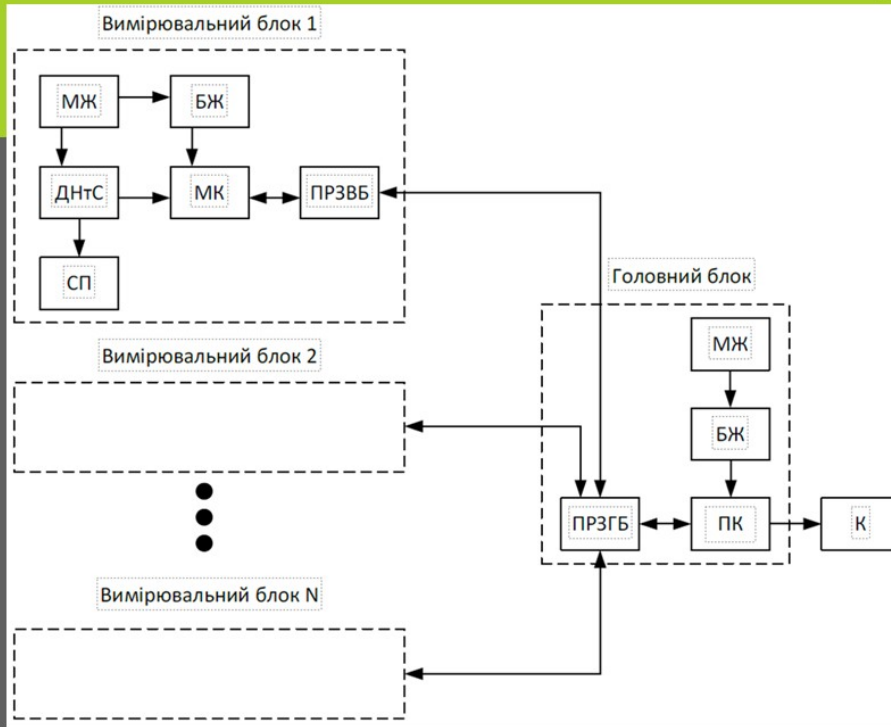 Вимірювальний блок 1
МЖ
БЖ
ДНтС
МК
ПРЗВБ
СП
Вимірювальний блок 2
Вимірювальний блок N
Головний блок
МЖ
БЖ
ПРЗГБ
ПК
К